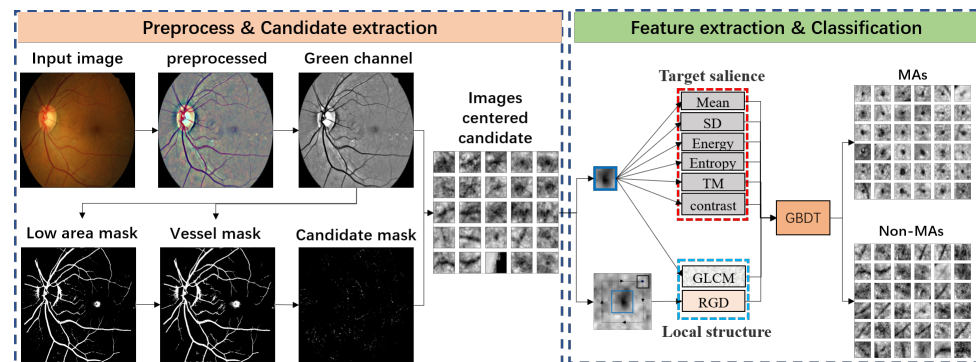 Preprocess & Candidate extraction
Feature extraction & Classification
Input image
preprocessed
Green channel
Images
centered
candidate
Low area mask
Vessel mask
Candidate mask
Target salience
Mean
SD
Energy
Entropy
TM
contrast
GLCM
RGD
Local structure
GBDT
MAs
Non-MAs